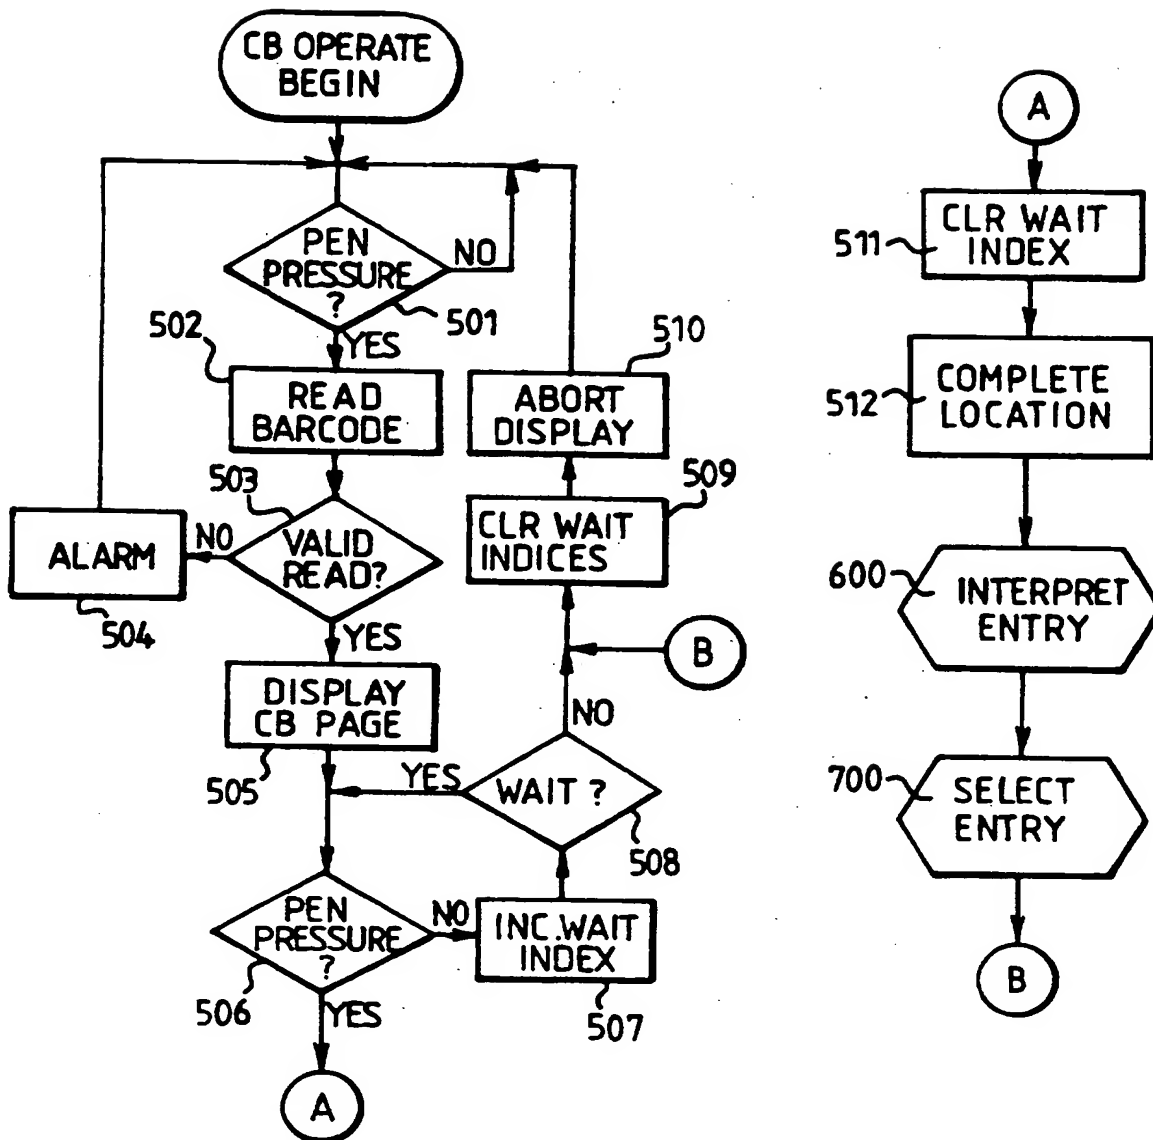 CB OPERATE
BEGIN
PEN
PRESSURE
?
NO
501
YES
502
READ
BARCODE
503
VALID
READ?
NO
ALARM
504
YES
DISPLAY
CB PAGE
505
PEN
PRESSURE
?
506
NO
YES
A
INC.WAIT
INDEX
507
WAIT ?
508
YES
NO
B
CLR WAIT
INDICES
509
ABORT
DISPLAY
510
A
CLR WAIT
INDEX
511
COMPLETE
LOCATION
512
INTERPRET
ENTRY
600
SELECT
ENTRY
700
B